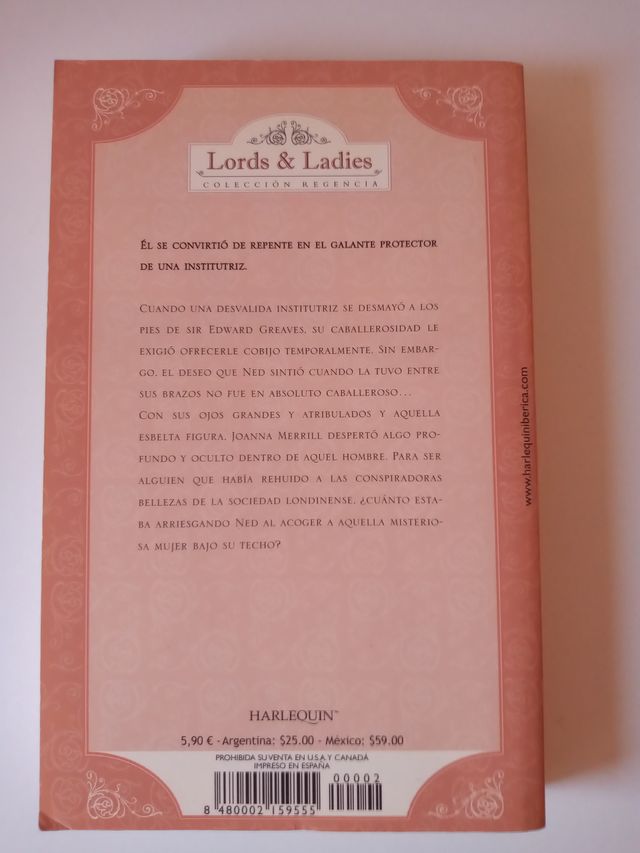 Lords & Ladies
COLECCIÓN REGENCIA
ÉL SE CONVIRTIÓ DE REPENTE EN EL GALANTE PROTECTOR
DE UNA INSTITUTRIZ.
CUANDO UNA DESVALIDA INSTITUTRIZ SE DESMAYÓ A LOS
PIES DE SIR EDWARD GREAVES, SU CABALLEROSIDAD LE
EXIGIÓ OFRECERLE COBIJO TEMPORALMENTE. SIN EMBAR-
GO, EL DESEO QUE NED SINTIÓ CUANDO LA TUVO ENTRE
SUS BRAZOS NO FUE EN ABSOLUTO CABALLEROSO...
CON SUS OJOS GRANDES Y ATRIBULADOS Y AQUELLA
ESBELTA FIGURA, JOANNA MERRILL DESPERTÓ ALGO PRO-
FUNDO Y OCULTO DENTRO DE AQUEL HOMBRE. PARA SER
ALGUIEN QUE HABÍA REHUIDO A LAS CONSPIRADORAS
BELLEZAS DE LA SOCIEDAD LONDINENSE, ¿CUÁNTO ESTA-
BA ARRIESGANDO NED AL ACOGER A AQUELLA MISTERIO-
SA MUJER BAJO SU TECHO?
www.harlequiniberica.com
HARLEQUIN™
5,90 € - Argentina: $25.00 - México: $59.00
PROHIBIDA SU VENTA EN U.S.A. Y CANADÁ
IMPRESO EN ESPAÑA
00002
8 480002 159555